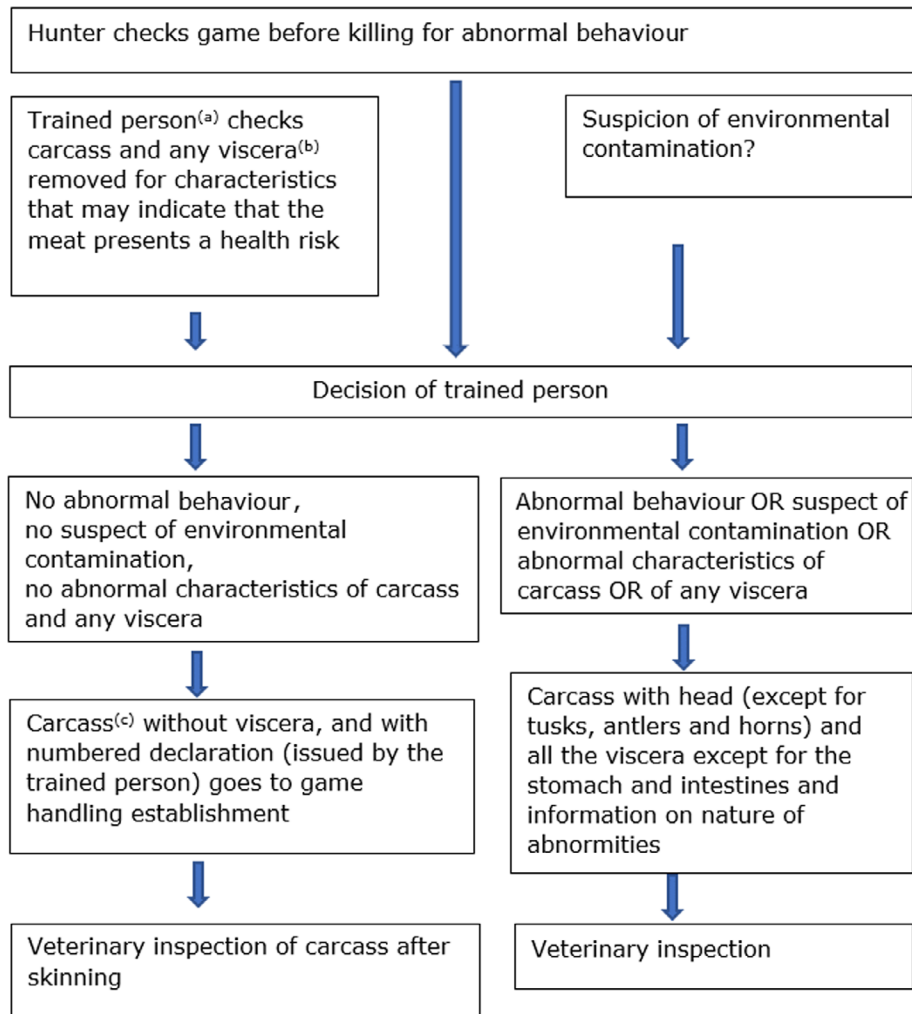 Hunter checks game before killing for abnormal behaviour
Trained person(a) checks
carcass and any viscera(b)
removed for characteristics
that may indicate that the
meat presents a health risk
Suspicion of environmental
contamination?
Decision of trained person
No abnormal behaviour,
no suspect of environmental
contamination,
no abnormal characteristics of carcass
and any viscera
Abnormal behaviour OR suspect of
environmental contamination OR
abnormal characteristics of
carcass OR of any viscera
Carcass(c) without viscera, and with
numbered declaration (issued by the
trained person) goes to game
handling establishment
Carcass with head (except for
tusks, antlers and horns) and
all the viscera except for the
stomach and intestines and
information on nature of
abnormities
Veterinary inspection of carcass after
skinning
Veterinary inspection